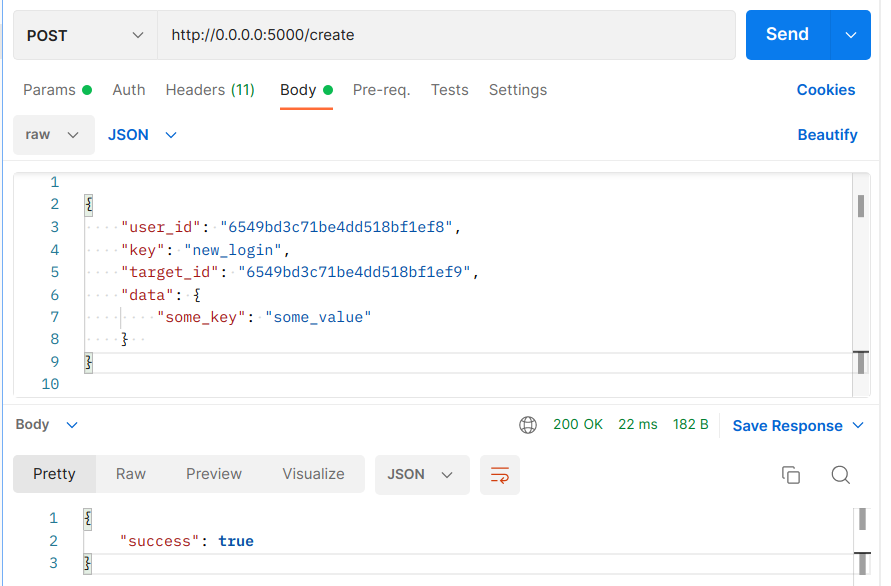 POST http://0.0.0.0:5000/create Send
Params Auth Headers (11) Body Pre-req. Tests Settings Cookies
raw JSON Beautify
1
2 {
3 "user_id": "6549bd3c71be4dd518bf1ef8",
4 "key": "new_login",
5 "target_id": "6549bd3c71be4dd518bf1ef9",
6 "data": {
7 "some_key": "some_value"
8 }
9 }
10
Body 200 OK 22 ms 182 B Save Response
Pretty Raw Preview Visualize JSON
1 {
2 "success": true
3 }